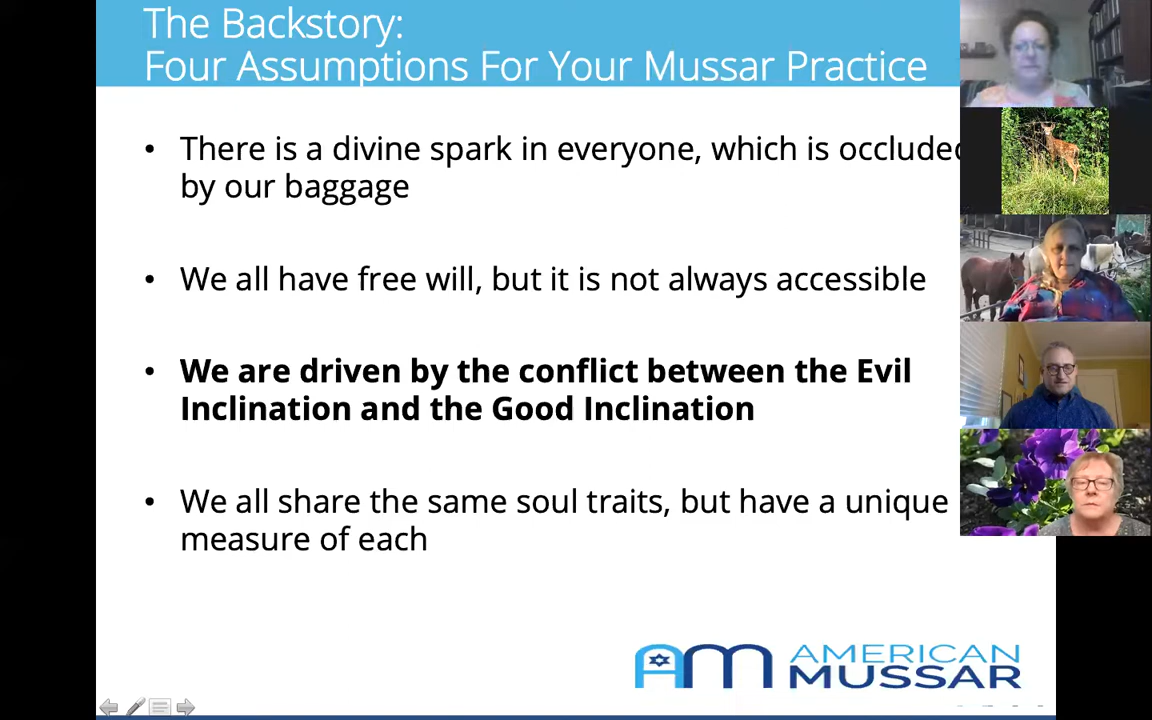 The Backstory:
Four Assumptions For Your Mussar Practice
• There is a divine spark in everyone, which is occluded
by our baggage
• We all have free will, but it is not always accessible
• We are driven by the conflict between the Evil
Inclination and the Good Inclination
• We all share the same soul traits, but have a unique
measure of each
AM AMERICAN
MUSSAR